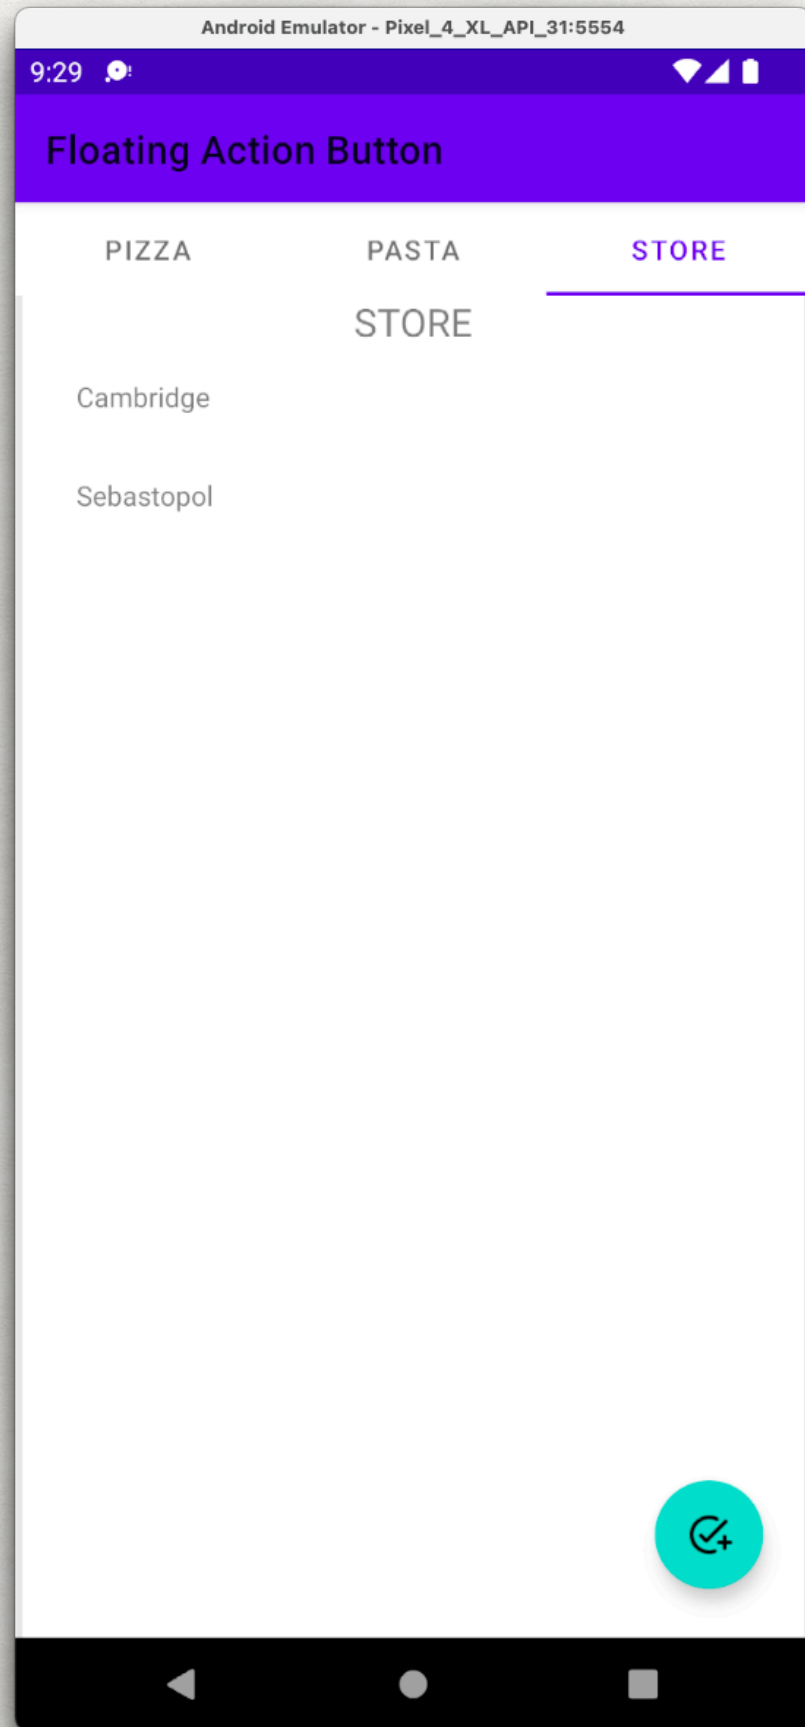 Android Emulator - Pixel_4_XL_API_31:5554
9:29
Floating Action Button
PIZZA PASTA STORE
STORE
Cambridge
Sebastopol